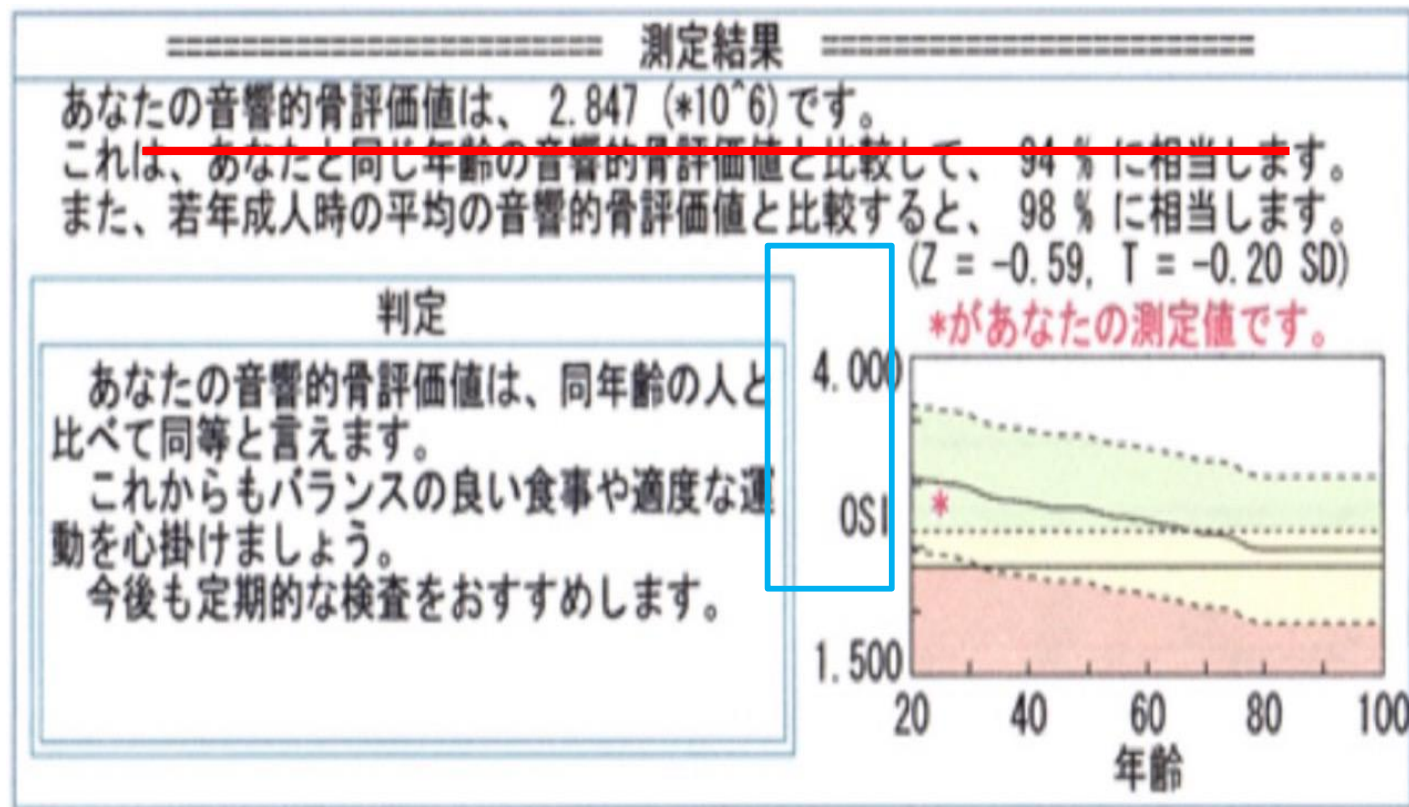 ======================== 測定結果 ========================
あなたの音響的骨評価値は、 2.847 (*10^6)です。
これは、あなたと同じ年齢の音響的骨評価値と比較して、 94 % に相当します。
また、若年成人時の平均の音響的骨評価値と比較すると、 98 % に相当します。
(Z = -0.59, T = -0.20 SD)
判定
あなたの音響的骨評価値は、同年齢の人と
比べて同等と言えます。
これからもバランスの良い食事や適度な運
動を心掛けましょう。
今後も定期的な検査をおすすめします。
*があなたの測定値です。
4.000
OSI
*
1.500
20 40 60 80 100
年齢